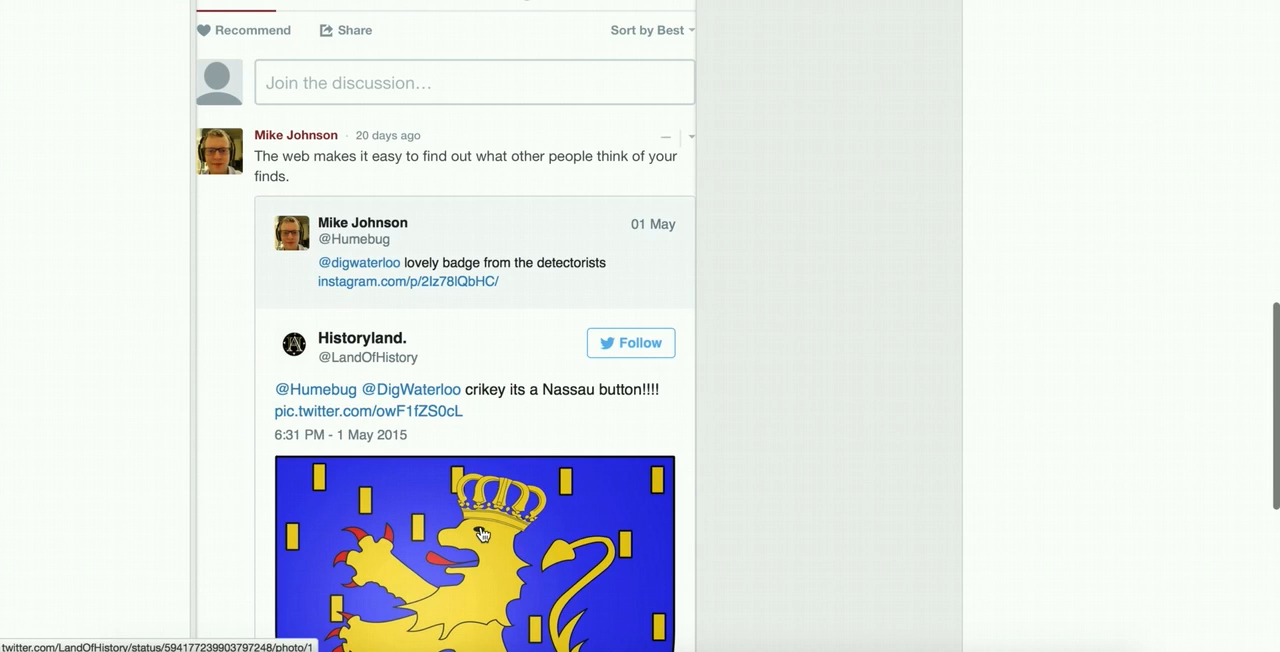 Recommend Share Sort by Best
Join the discussion…
Mike Johnson · 20 days ago
The web makes it easy to find out what other people think of your
finds.
Mike Johnson 01 May
@Humebug
@digwaterloo lovely badge from the detectorists
instagram.com/p/2Iz78lQbHC/
Historyland.
@LandOfHistory
Follow
@Humebug @DigWaterloo crikey its a Nassau button!!!!
pic.twitter.com/owF1fZS0cL
6:31 PM - 1 May 2015
twitter.com/LandOfHistory/status/594177239903797248/photo/1